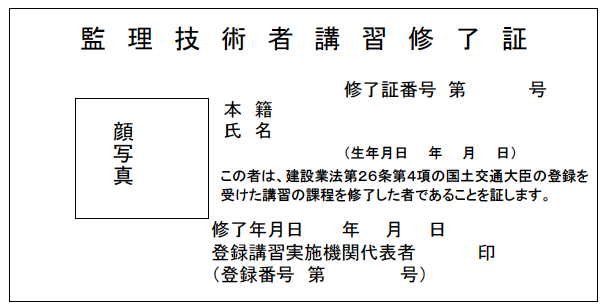 監理技術者講習修了証
修了証番号 第　　　号
本 籍
氏 名
顔写真
（生年月日　年　月　日）
この者は、建設業法第２６条第４項の国土交通大臣の登録を
受けた講習の課程を修了した者であることを証します。
修了年月日　　年　月　日
登録講習実施機関代表者　　　印
（登録番号 第　　　号）